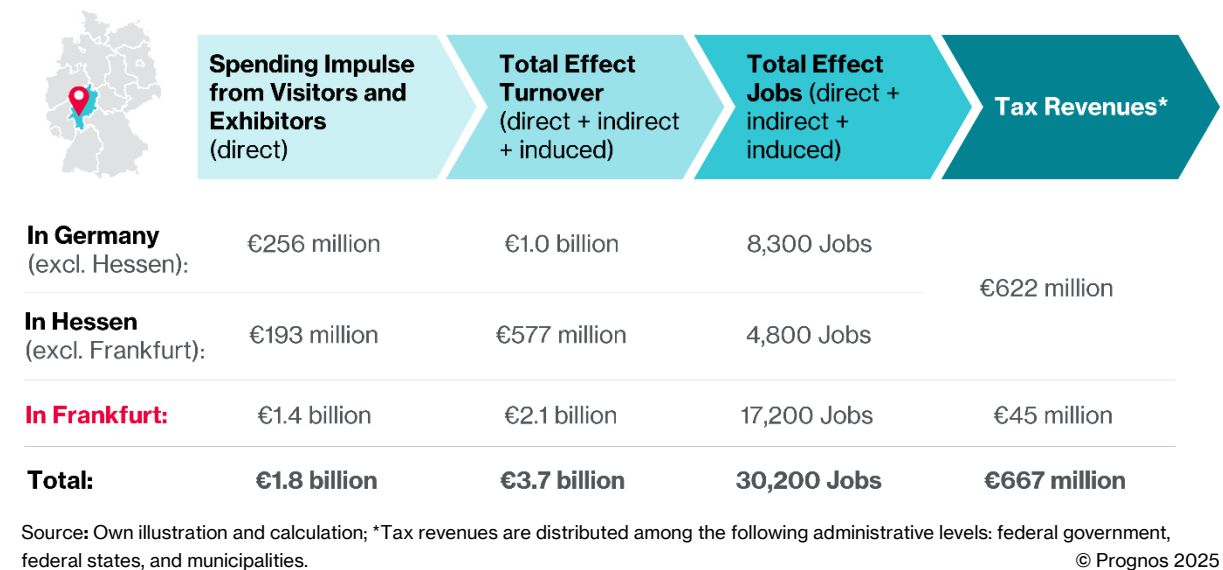 Spending Impulse
from Visitors and
Exhibitors
(direct)
Total Effect
Turnover
(direct + indirect
+ induced)
Total Effect
Jobs (direct +
indirect +
induced)
Tax Revenues*
In Germany
(excl. Hessen):
€256 million
€1.0 billion
8,300 Jobs
€622 million
In Hessen
(excl. Frankfurt):
€193 million
€577 million
4,800 Jobs
In Frankfurt:
€1.4 billion
€2.1 billion
17,200 Jobs
€45 million
Total:
€1.8 billion
€3.7 billion
30,200 Jobs
€667 million
Source: Own illustration and calculation; *Tax revenues are distributed among the following administrative levels: federal government,
federal states, and municipalities.
© Prognos 2025